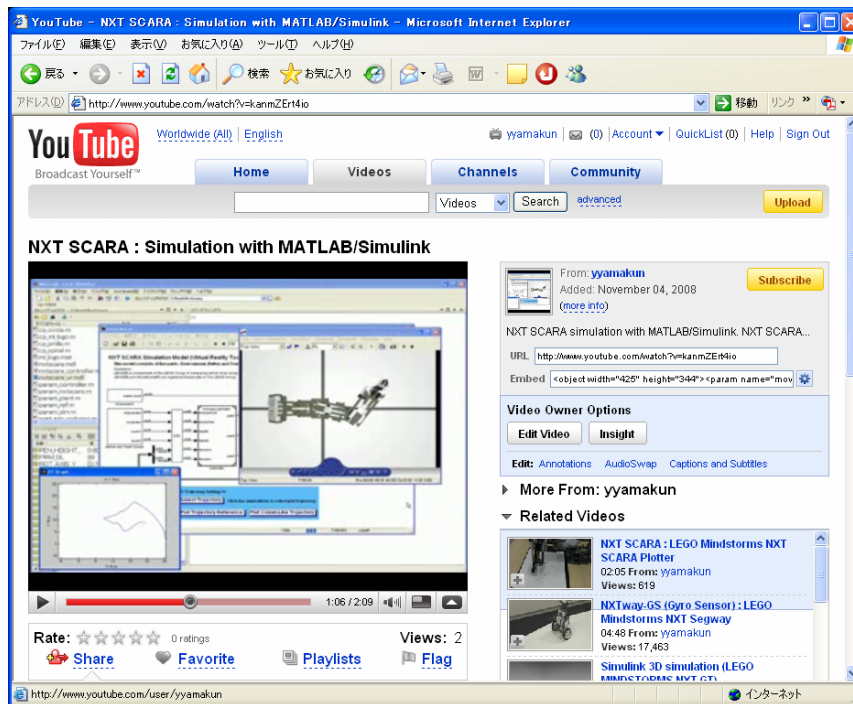 YouTube - NXT SCARA : Simulation with MATLAB/Simulink - Microsoft Internet Explorer
ファイル(F) 編集(E) 表示(V) お気に入り(A) ツール(T) ヘルプ(H)
戻る 検索 お気に入り
アドレス(D) http://www.youtube.com/watch?v=kanmZErt4io 移動 リンク »
You Tube
Broadcast Yourself™
Worldwide (All) | English
yyamakun | (0) | Account ▼ | QuickList (0) | Help | Sign Out
Home Videos Channels Community
Videos Search advanced Upload
NXT SCARA : Simulation with MATLAB/Simulink
From: yyamakun
Added: November 04, 2008
(more info)
Subscribe
NXT SCARA simulation with MATLAB/Simulink. NXT SCARA...
URL http://www.youtube.com/watch?v=kanmZErt4io
Embed <object width="425" height="344"><param name="mov
Video Owner Options
Edit Video Insight
Edit: Annotations AudioSwap Captions and Subtitles
More From: yyamakun
Related Videos
NXT SCARA : LEGO Mindstorms NXT
SCARA Plotter
02:05 From: yyamakun
Views: 619
NXTway-GS (Gyro Sensor) : LEGO
Mindstorms NXT Segway
04:48 From: yyamakun
Views: 17,463
Simulink 3D simulation (LEGO
MINDSTORMS NXT GT)
NXT SCARA Simulation Model
1:06 / 2:09
Rate: 0 ratings Views: 2
Share Favorite Playlists Flag
http://www.youtube.com/user/yyamakun インターネット